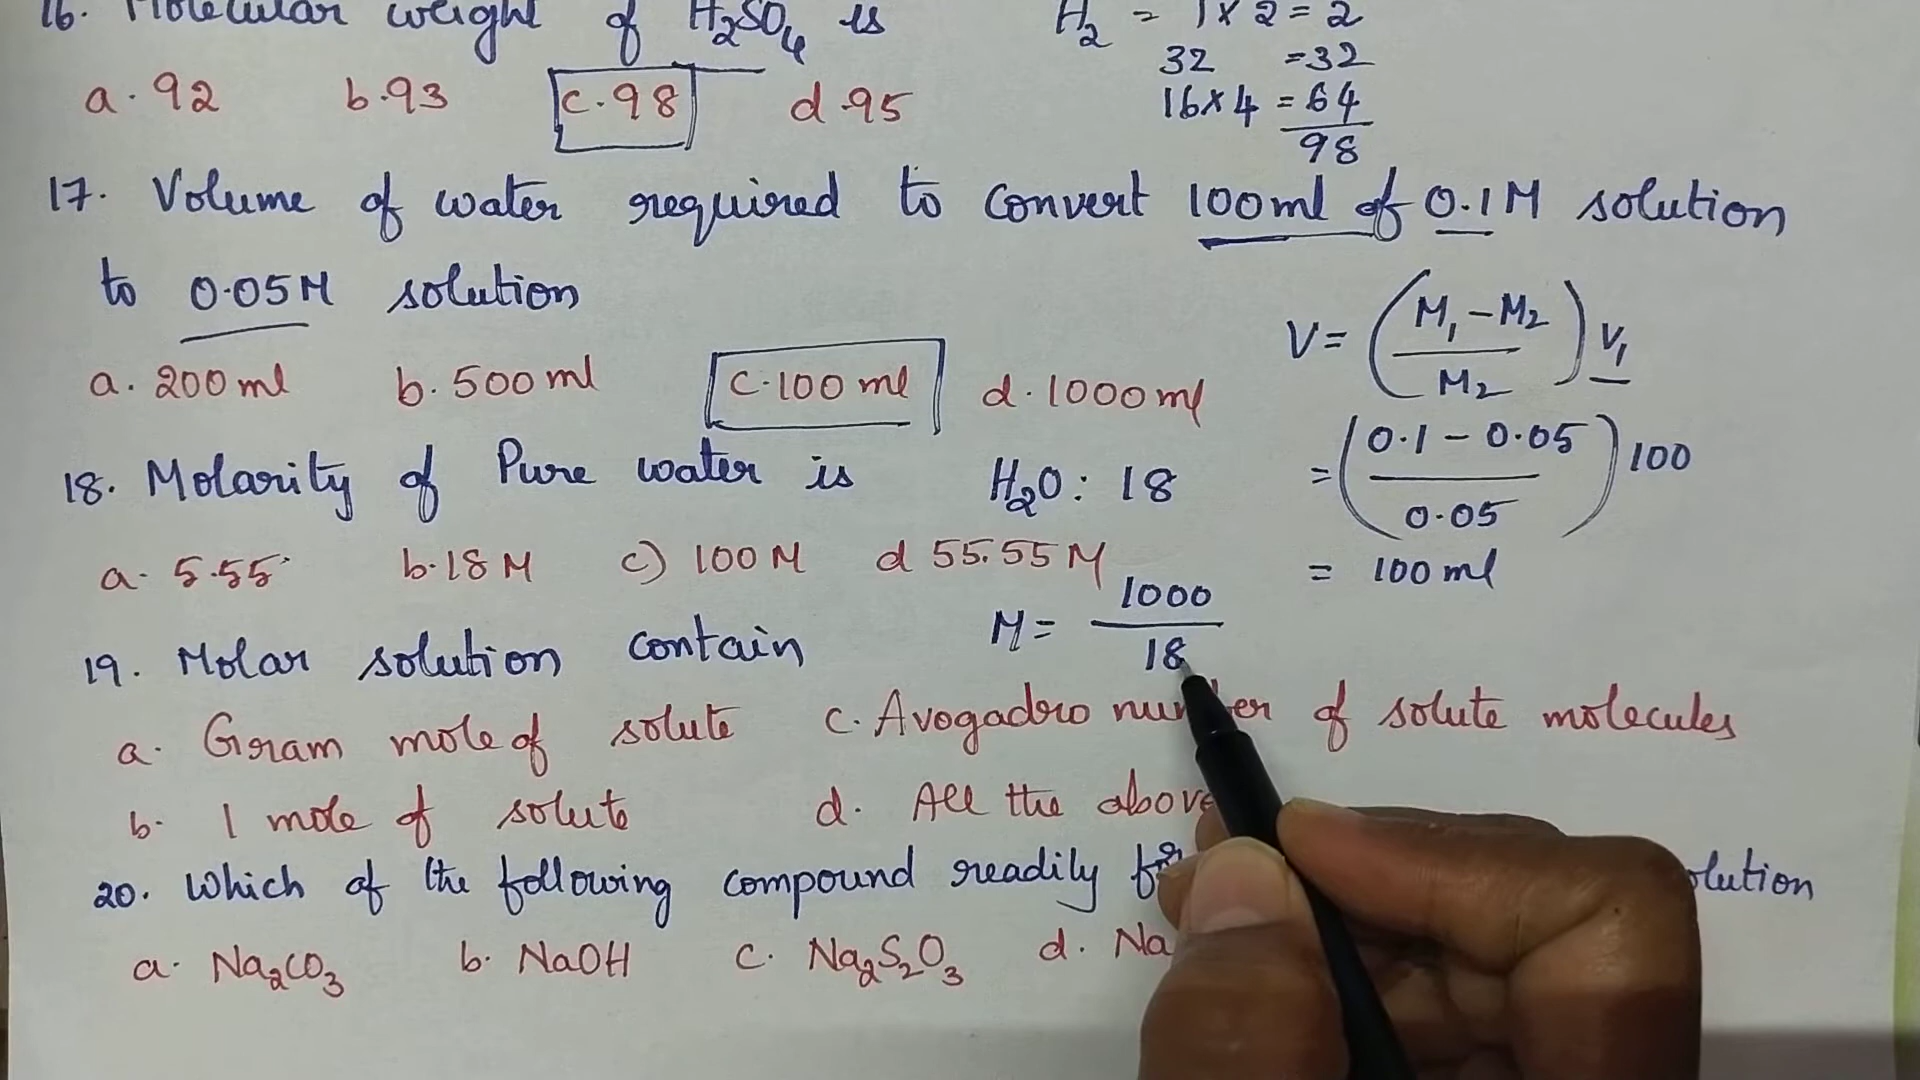 16. Molecular weight of H₂SO₄ is
H₂ = 1×2 = 2
32 =32
16×4 = 64
98
a. 92 b. 93 c. 98 d. 95
17. Volume of water required to convert 100ml of 0.1M solution
to 0.05M solution
V = (M₁ - M₂ / M₂) V₁
a. 200 ml b. 500 ml c. 100 ml d. 1000 ml
= (0.1 - 0.05 / 0.05) 100
= 100 ml
18. Molarity of Pure water is H₂O : 18
a. 5.55 b. 18 M c) 100 M d 55.55 M
M = 1000 / 18
19. Molar solution contain
a. Gram mole of solute c. Avogadro number of solute molecules
b. 1 mole of solute d. All the above
20. Which of the following compound readily
a. Na₂CO₃ b. NaOH c. Na₂S₂O₃ d. Na